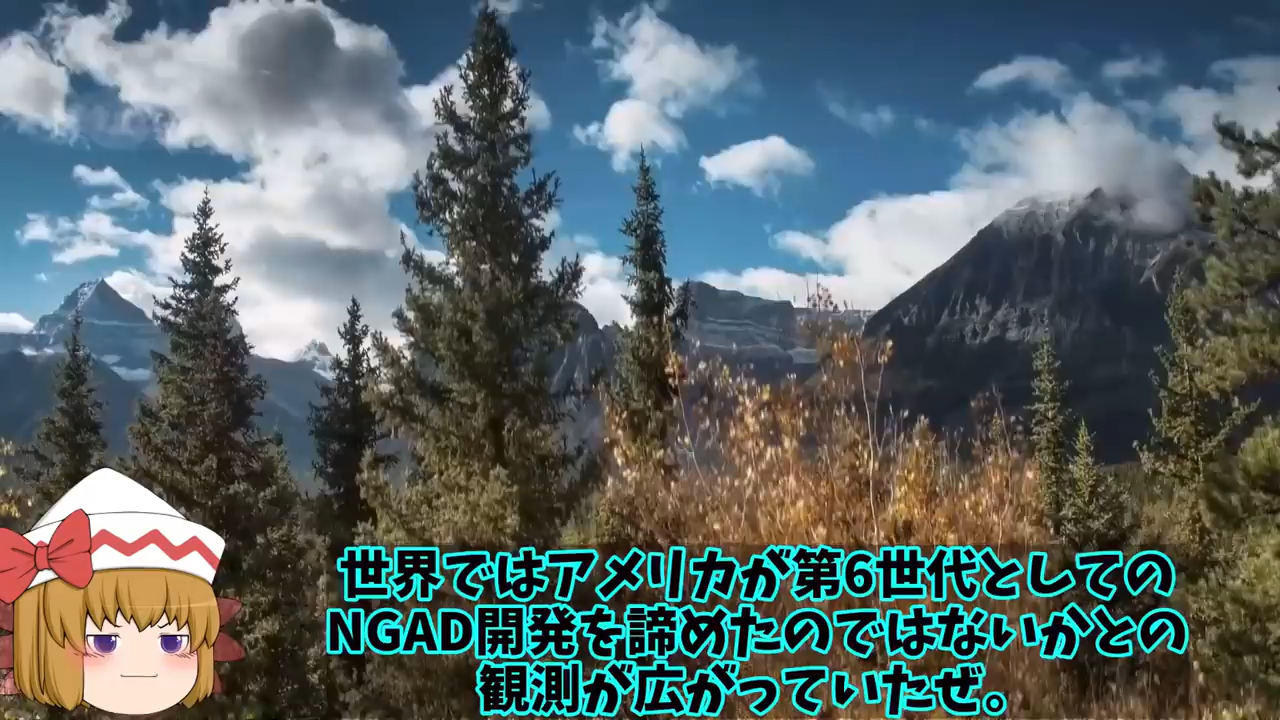 世界ではアメリカが第6世代としての
NGAD開発を諦めたのではないかとの
観測が広がっていたぜ。